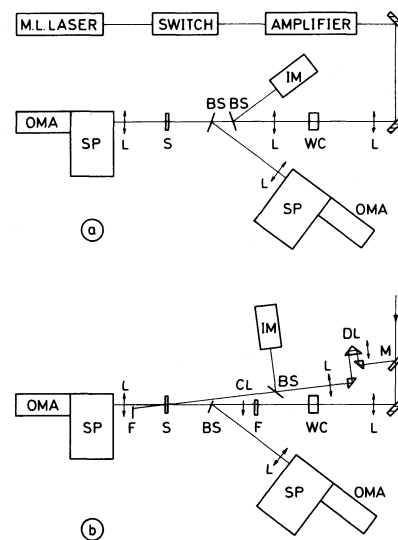 M.L. LASER SWITCH AMPLIFIER
IM
BS BS
OMA SP L S L WC L
L
SP
OMA
a
IM
DL
M
L
CL BS
OMA SP L F S BS F WC L
L
SP
OMA
b